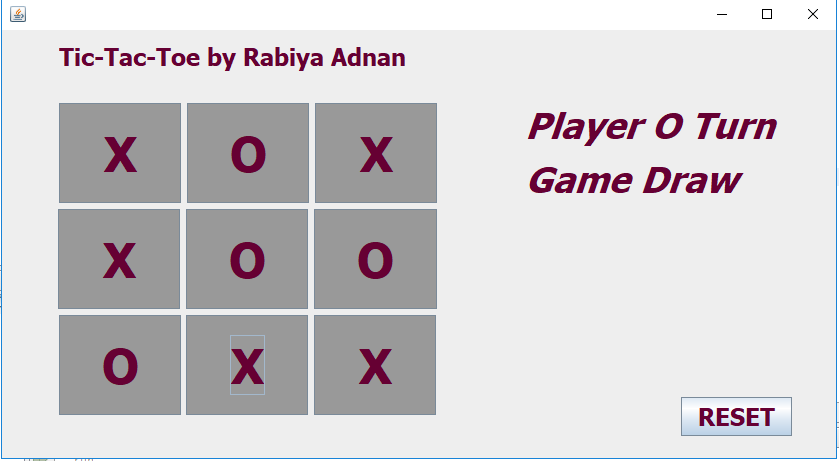 Tic-Tac-Toe by Rabiya Adnan
Player O Turn
Game Draw
X O X
X O O
O X X
RESET